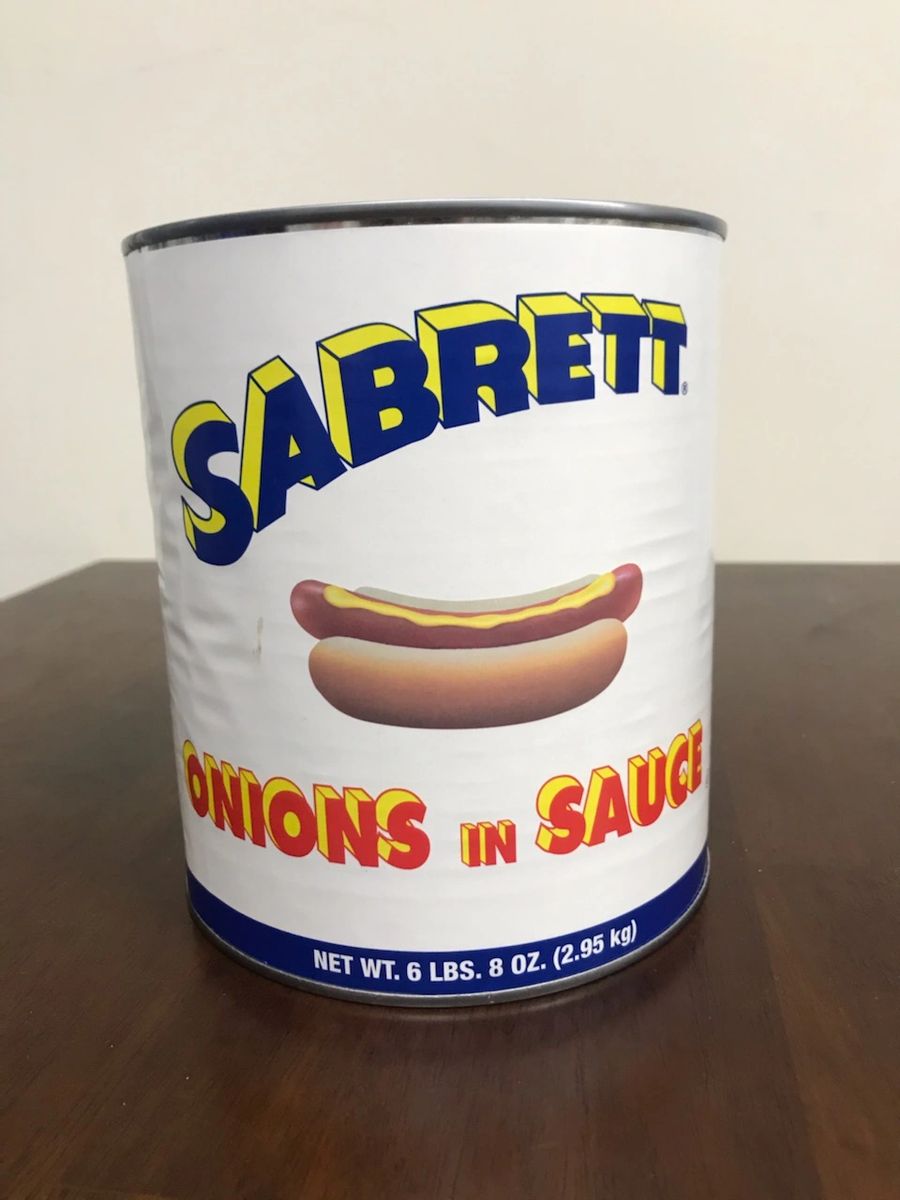 SABRETT®
ONIONS IN SAUCE
NET WT. 6 LBS. 8 OZ. (2.95 kg)